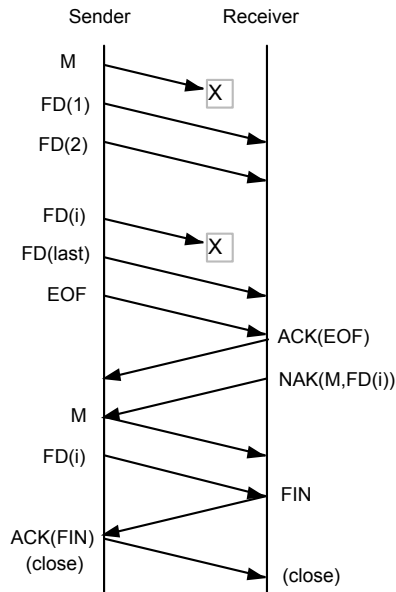 Sender Receiver
M
X
FD(1)
FD(2)
FD(i)
X
FD(last)
EOF
ACK(EOF)
NAK(M,FD(i))
M
FD(i)
FIN
ACK(FIN)
(close)
(close)